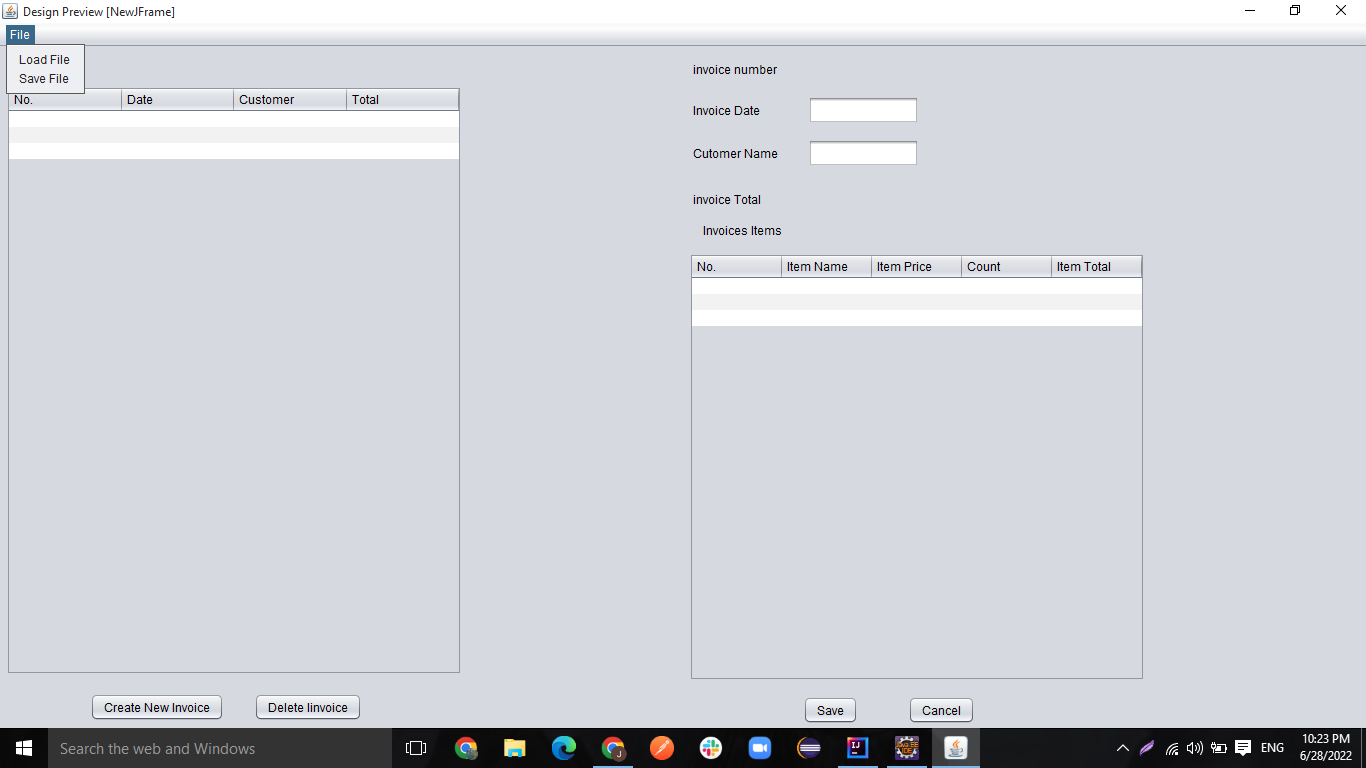 Design Preview [NewJFrame]
File
Load File
Save File
No. Date Customer Total
invoice number
Invoice Date
Cutomer Name
invoice Total
Invoices Items
No. Item Name Item Price Count Item Total
Create New Invoice Delete Iinvoice
Save Cancel
Search the web and Windows
ENG
10:23 PM
6/28/2022